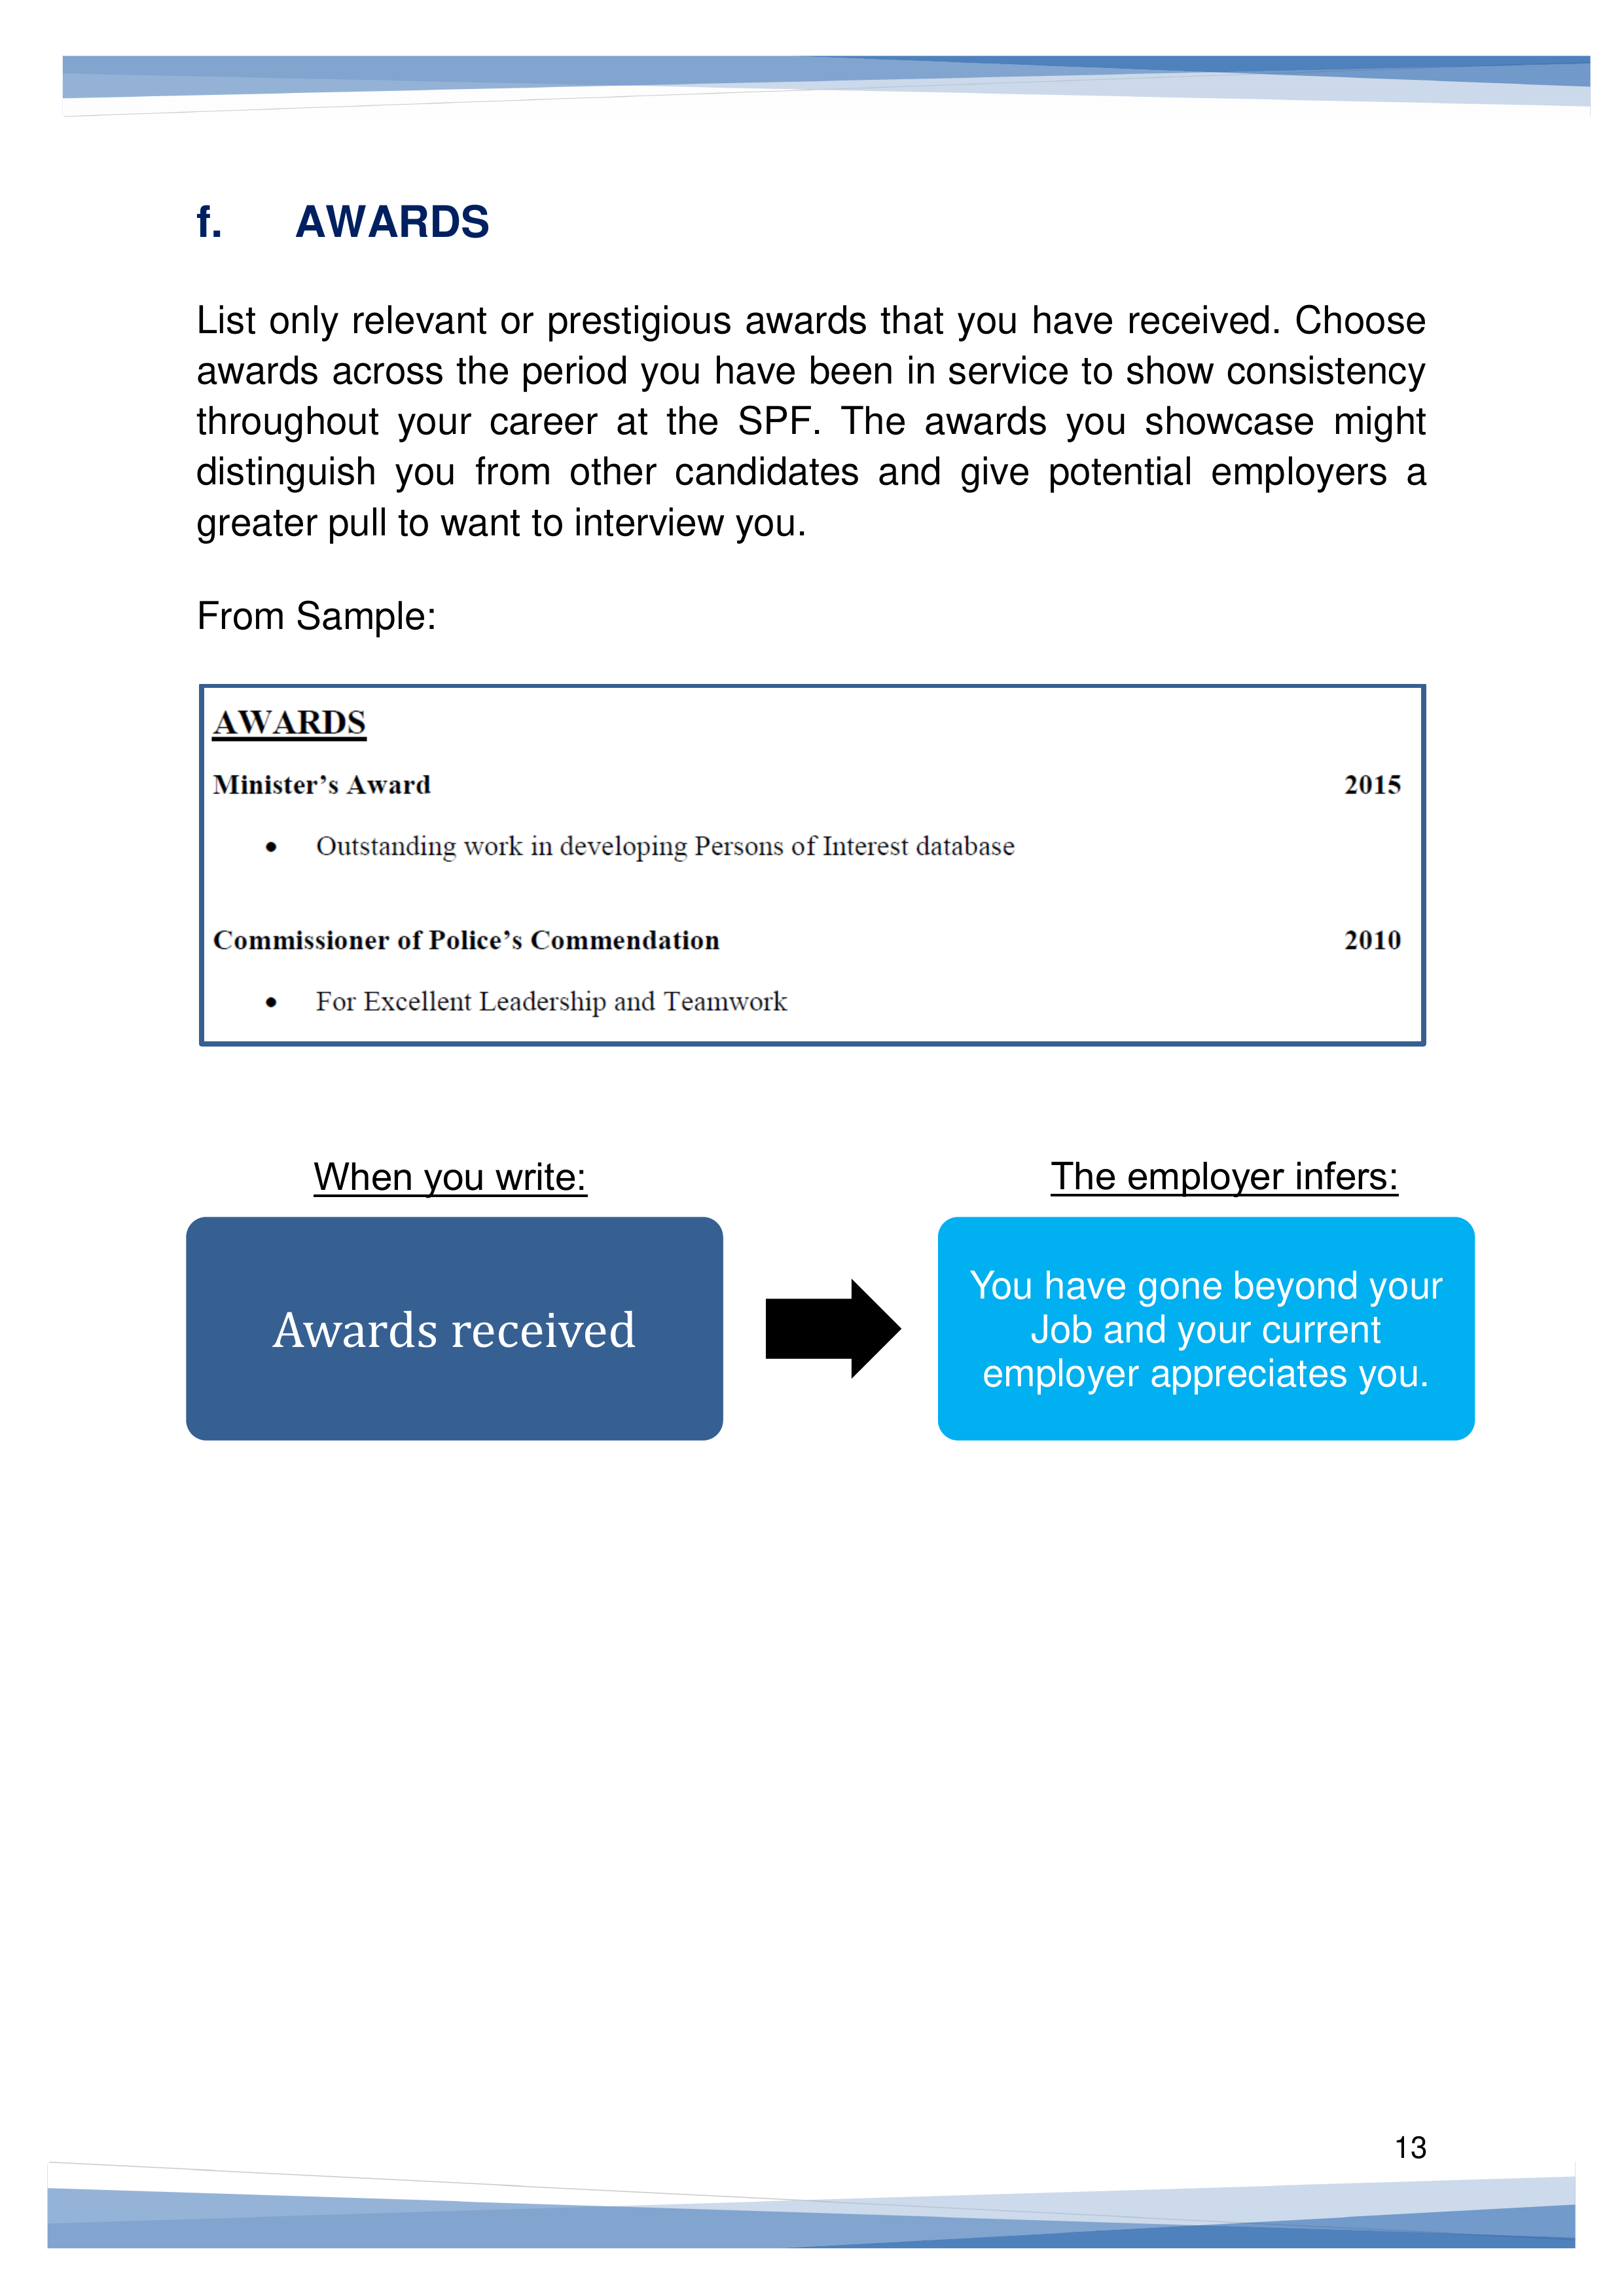 f. AWARDS
List only relevant or prestigious awards that you have received. Choose
awards across the period you have been in service to show consistency
throughout your career at the SPF. The awards you showcase might
distinguish you from other candidates and give potential employers a
greater pull to want to interview you.
From Sample:
AWARDS
Minister’s Award 2015
• Outstanding work in developing Persons of Interest database
Commissioner of Police’s Commendation 2010
• For Excellent Leadership and Teamwork
When you write:
Awards received
The employer infers:
You have gone beyond your
Job and your current
employer appreciates you.
13